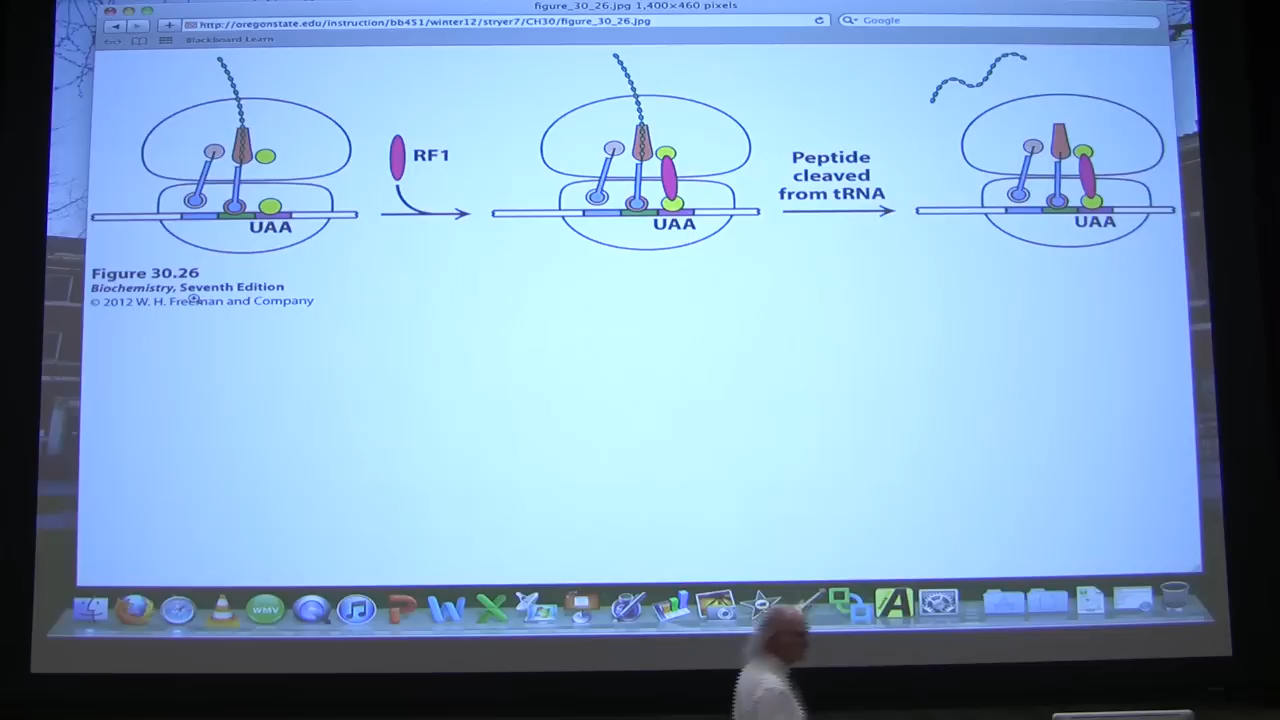 figure_30_26.jpg 1,400×460 pixels
http://oregonstate.edu/instruction/bb451/winter12/stryer7/CH30/figure_30_26.jpg
Google
Blackboard Learn
RF1
Peptide
cleaved
from tRNA
UAA
UAA
UAA
Figure 30.26
Biochemistry, Seventh Edition
© 2012 W. H. Freeman and Company
WMV